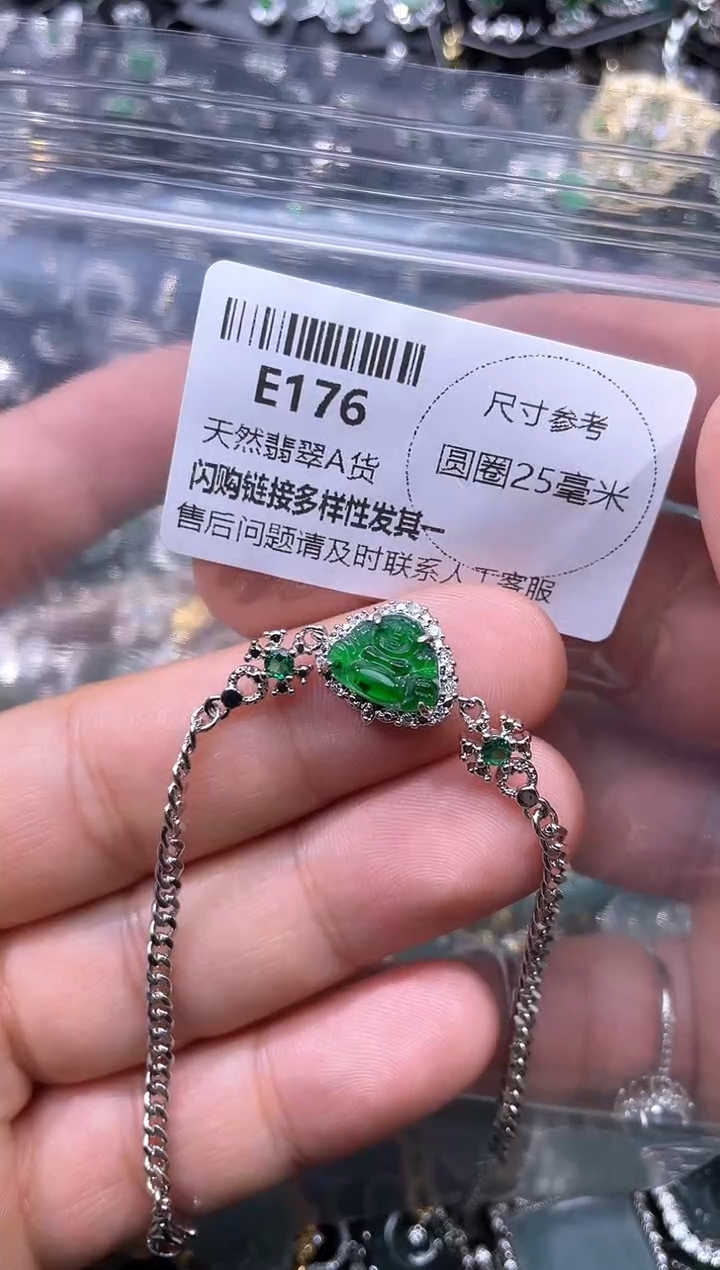 E176
天然翡翠A货
闪购链接多样性发其一
售后问题请及时联系人工客服
尺寸参考
圆圈25毫米